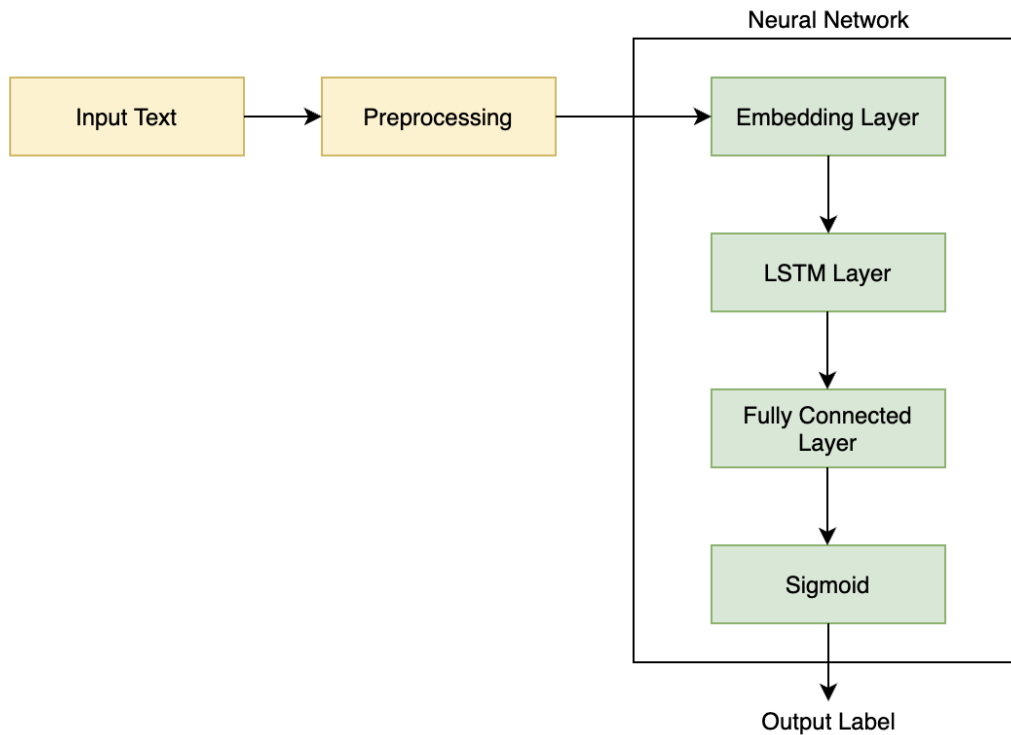 Neural Network
Input Text
Preprocessing
Embedding Layer
LSTM Layer
Fully Connected
Layer
Sigmoid
Output Label